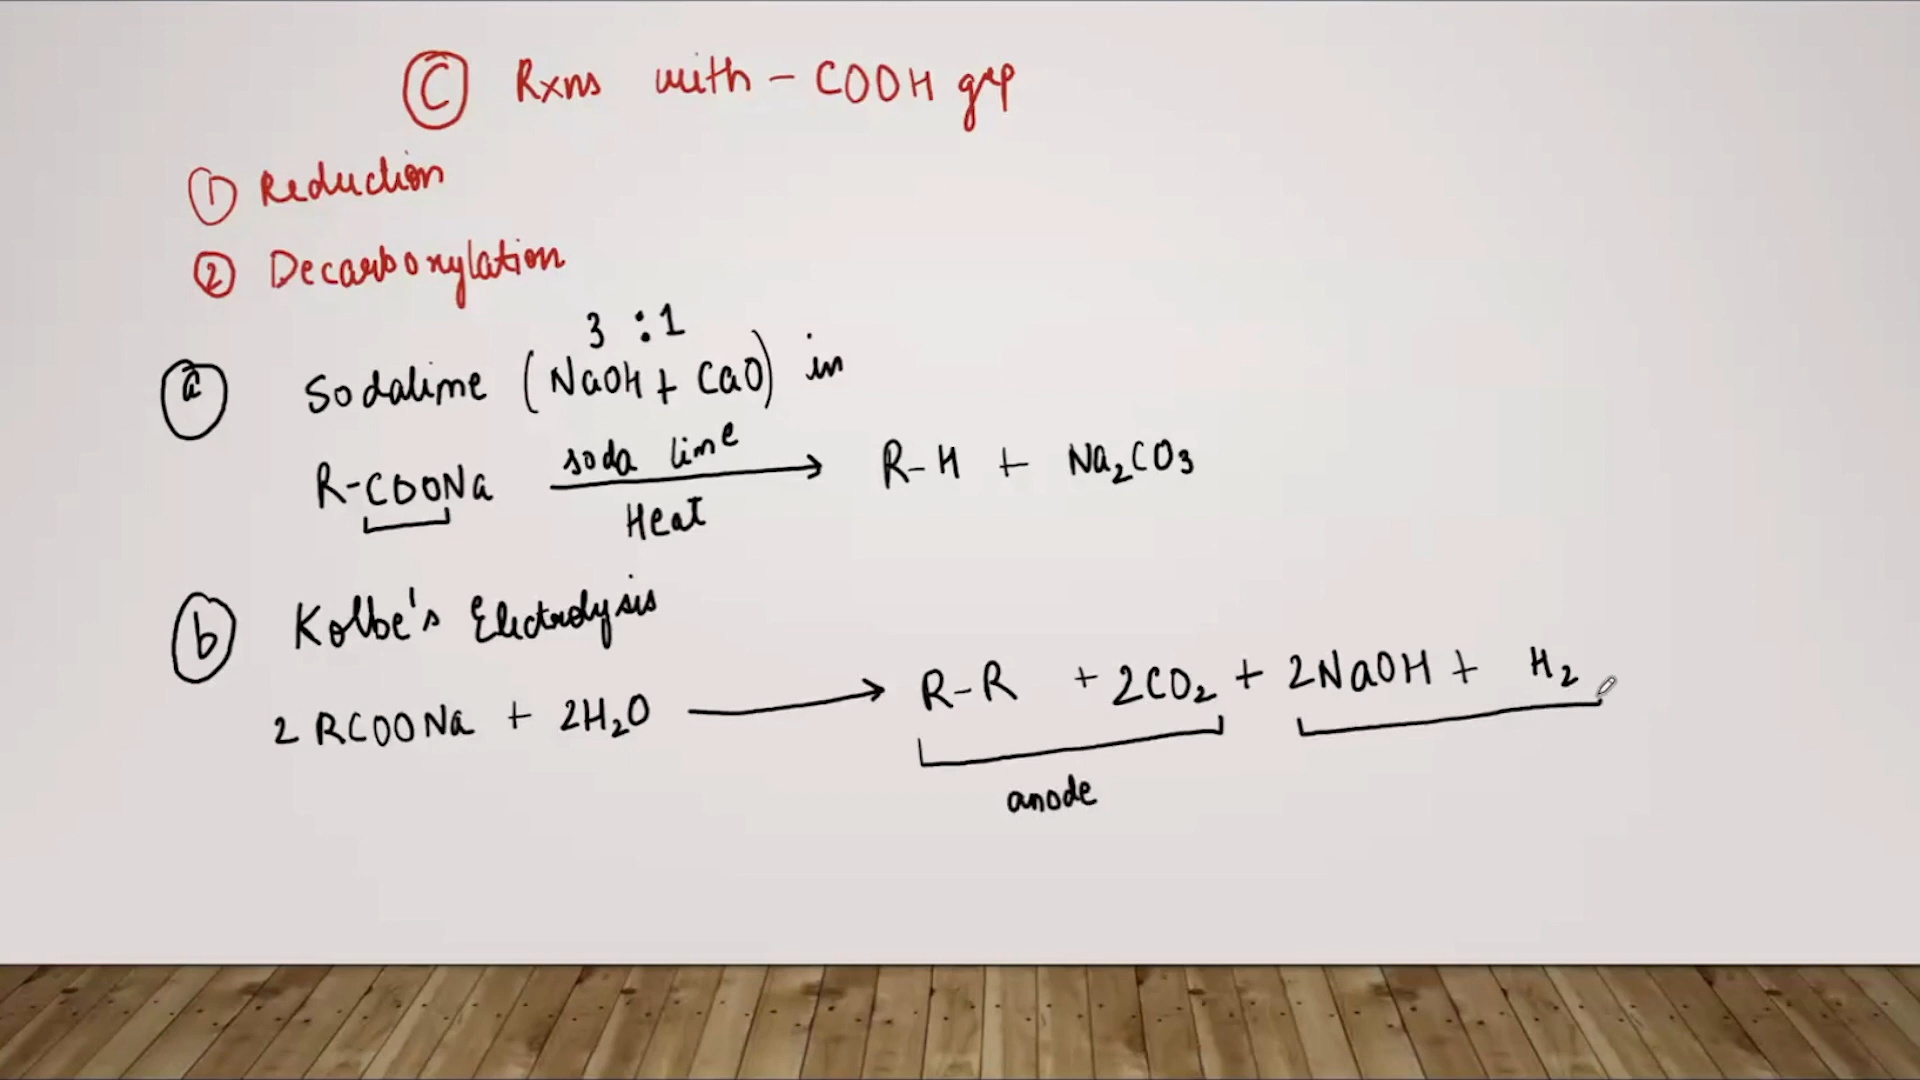 C Rxns with - COOH grp
1 Reduction
2 Decarboxylation
3 : 1
a Sodalime (NaOH + CaO) in
R-COONa soda lime Heat R-H + Na₂CO₃
b Kolbe's Electrolysis
2 RCOONa + 2H₂O → R-R + 2CO₂ + 2NaOH + H₂
anode